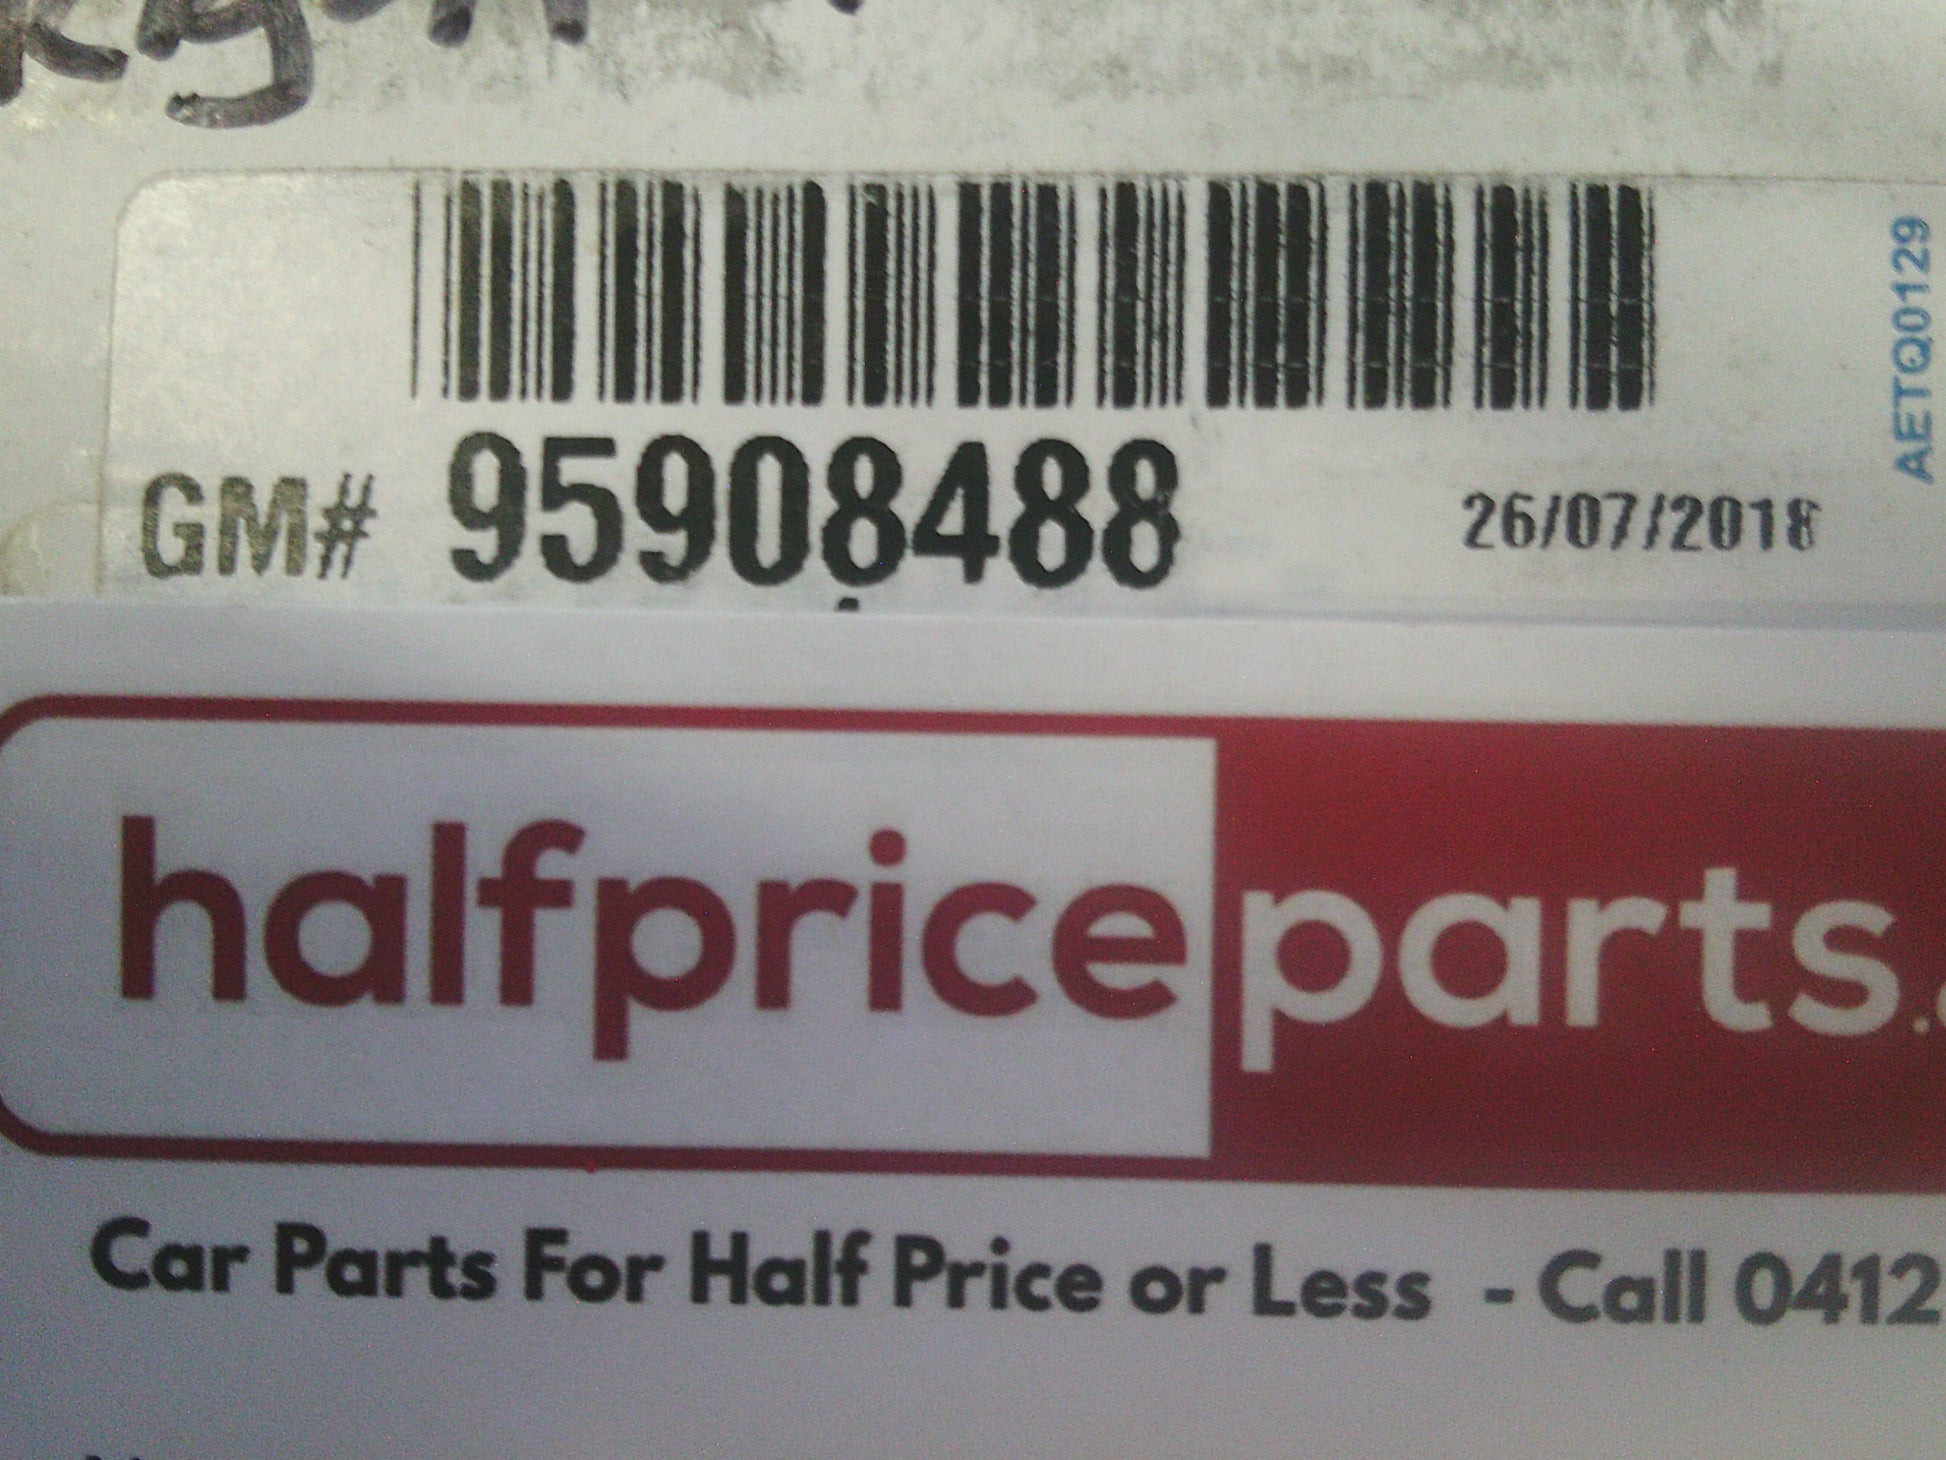 AETQ0129
GM# 95908488 26/07/2018
halfpriceparts.
Car Parts For Half Price or Less - Call 0412